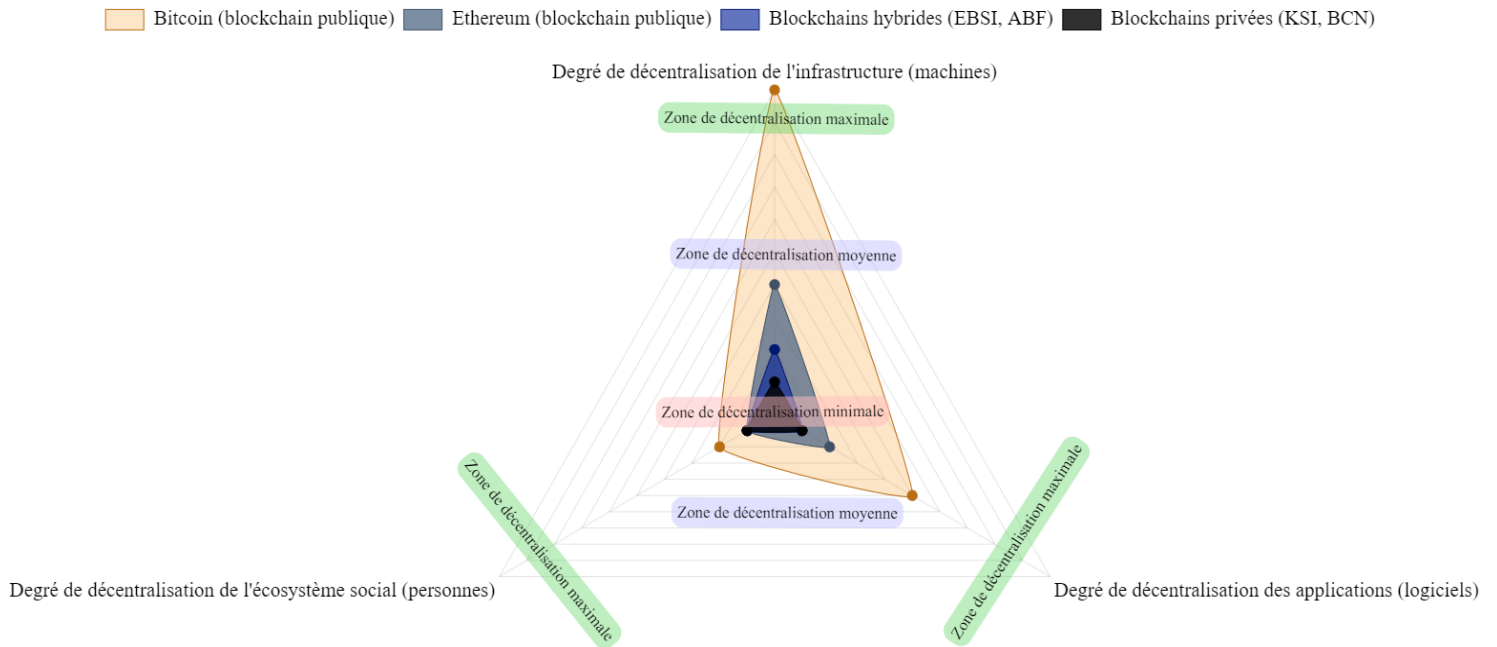 Bitcoin (blockchain publique) Ethereum (blockchain publique) Blockchains hybrides (EBSI, ABF) Blockchains privées (KSI, BCN)
Degré de décentralisation de l'infrastructure (machines)
Zone de décentralisation maximale
Zone de décentralisation moyenne
Zone de décentralisation minimale
Zone de décentralisation moyenne
Zone de décentralisation maximale
Zone de décentralisation maximale
Degré de décentralisation de l'écosystème social (personnes)
Degré de décentralisation des applications (logiciels)